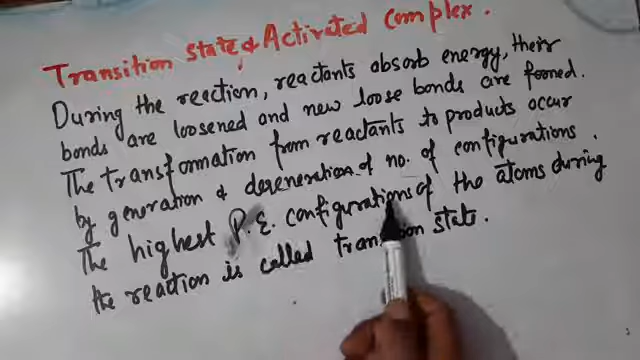 Transition state & Activated Complex.
During the reaction, reactants absorb energy, their
bonds are loosened and new loose bonds are foomed.
The transformation from reactants to products occur
by generation & dereneration of no. of configurations.
The highest P.E. configurations of the atoms during
the reaction is called transition state.